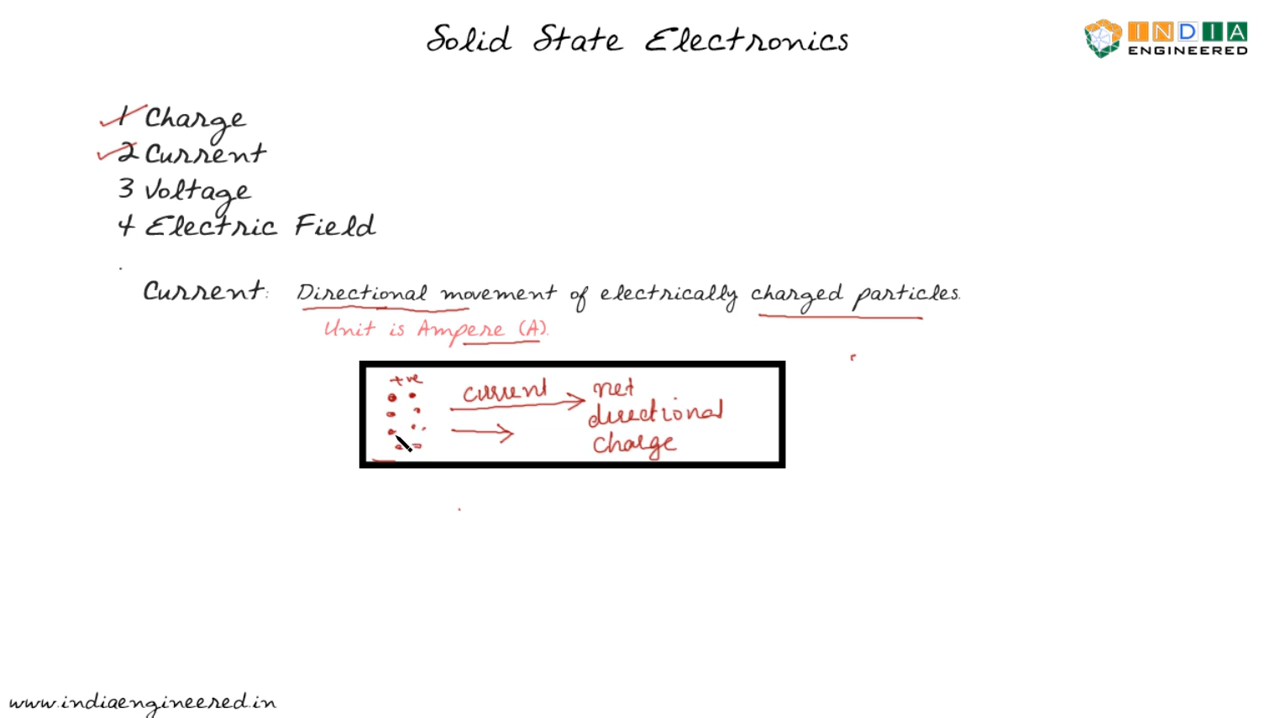 Solid State Electronics
INDIA
ENGINEERED
1 Charge
2 Current
3 Voltage
4 Electric Field
Current: Directional movement of electrically charged particles.
Unit is Ampere (A).
+ve
current
net
directional
charge
www.indiaengineered.in